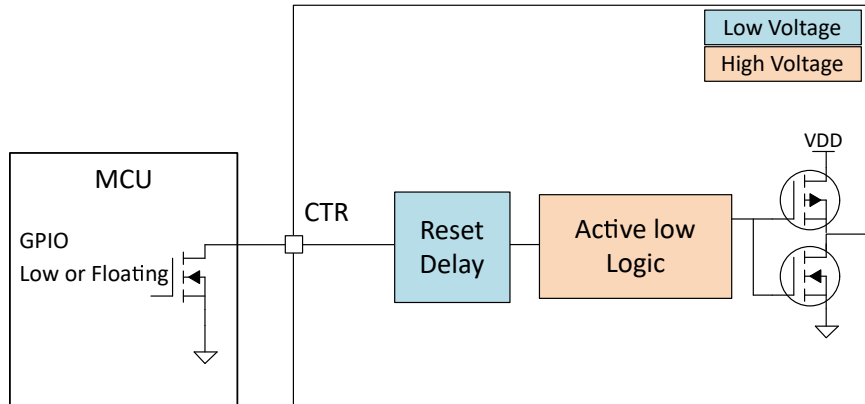 Low Voltage
High Voltage
VDD
MCU
CTR
GPIO
Low or Floating
Reset
Delay
Active low
Logic